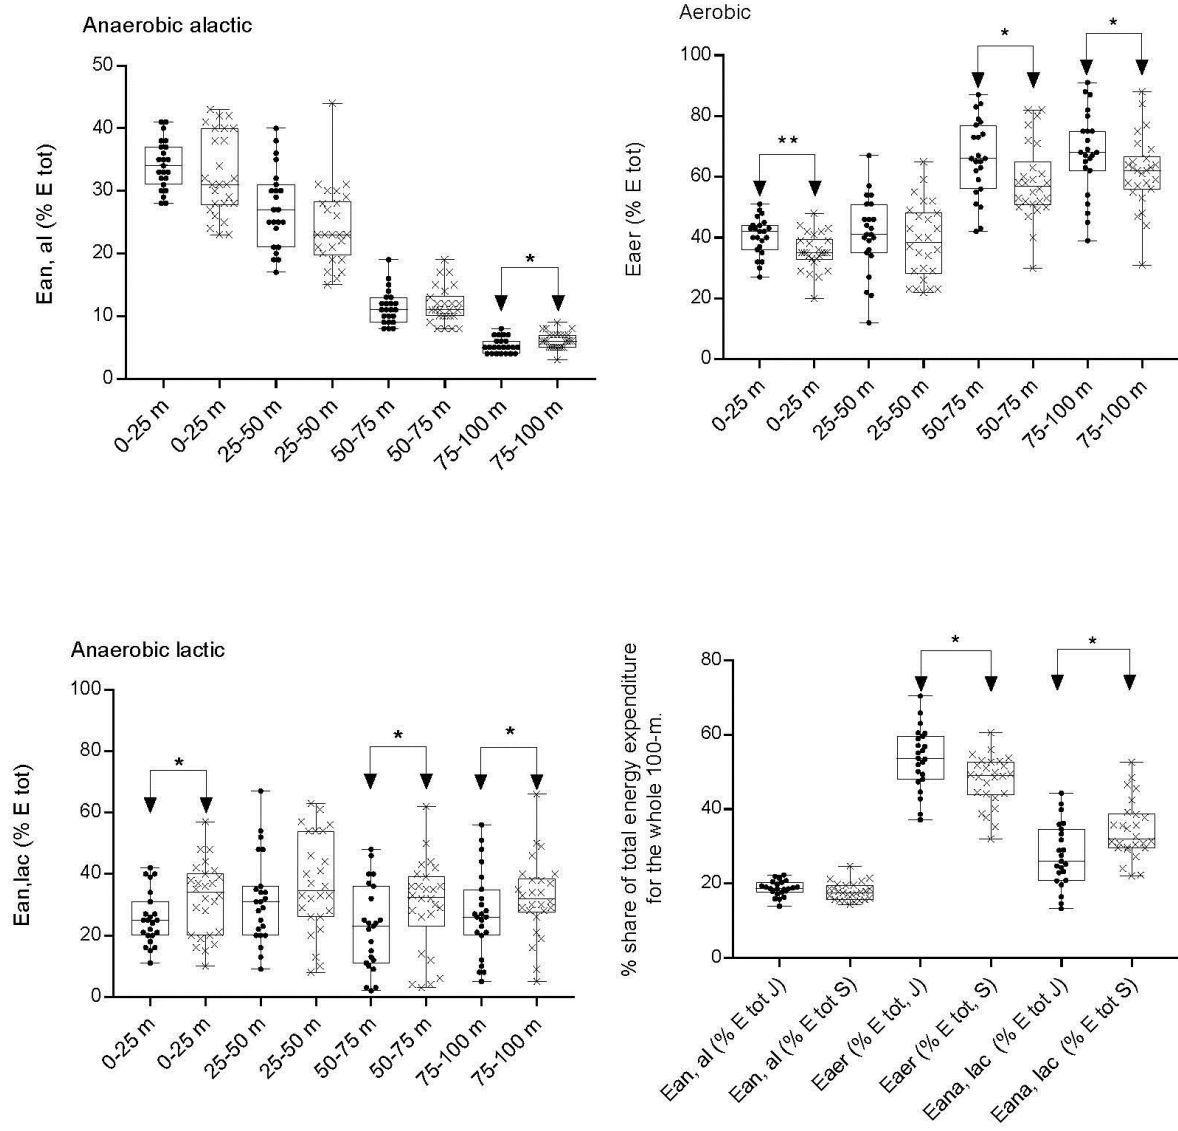 Anaerobic alactic
Ean, al (% E tot)
50
40
30
20
10
0
*
0-25 m
0-25 m
25-50 m
25-50 m
50-75 m
50-75 m
75-100 m
75-100 m
Aerobic
Eaer (% E tot)
100
80
60
40
20
0
**
*
*
0-25 m
0-25 m
25-50 m
25-50 m
50-75 m
50-75 m
75-100 m
75-100 m
Anaerobic lactic
Ean,lac (% E tot)
100
80
60
40
20
0
*
*
*
0-25 m
0-25 m
25-50 m
25-50 m
50-75 m
50-75 m
75-100 m
75-100 m
% share of total energy expenditure
for the whole 100-m.
80
60
40
20
0
*
*
Ean, al (% E tot J)
Ean, al (% E tot S)
Eaer (% E tot, J)
Eaer (% E tot, S)
Eana, lac (% E tot J)
Eana, lac (% E tot S)